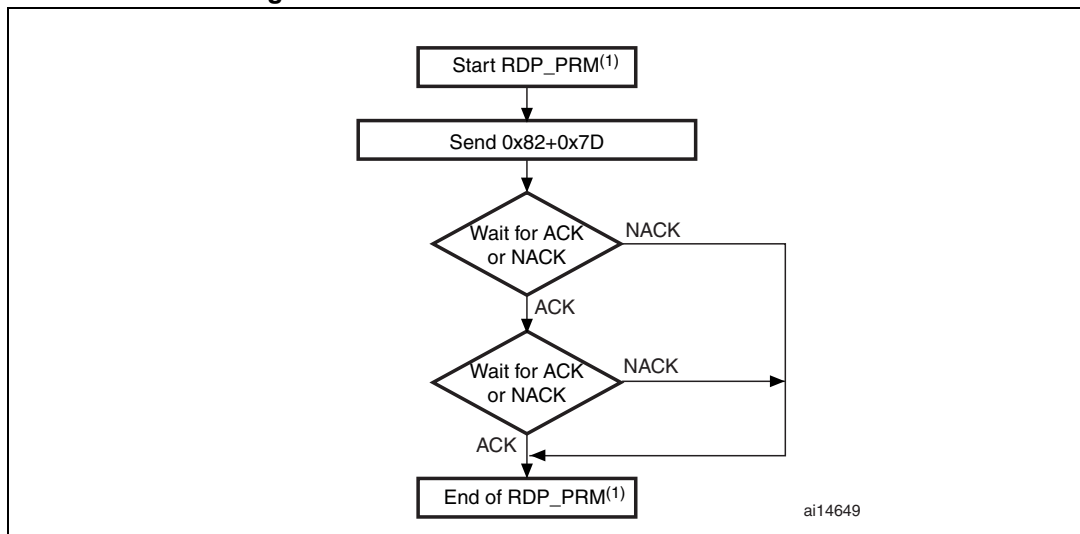 Start RDP_PRM(1)
Send 0x82+0x7D
Wait for ACK
or NACK
NACK
ACK
Wait for ACK
or NACK
NACK
ACK
End of RDP_PRM(1)
ai14649